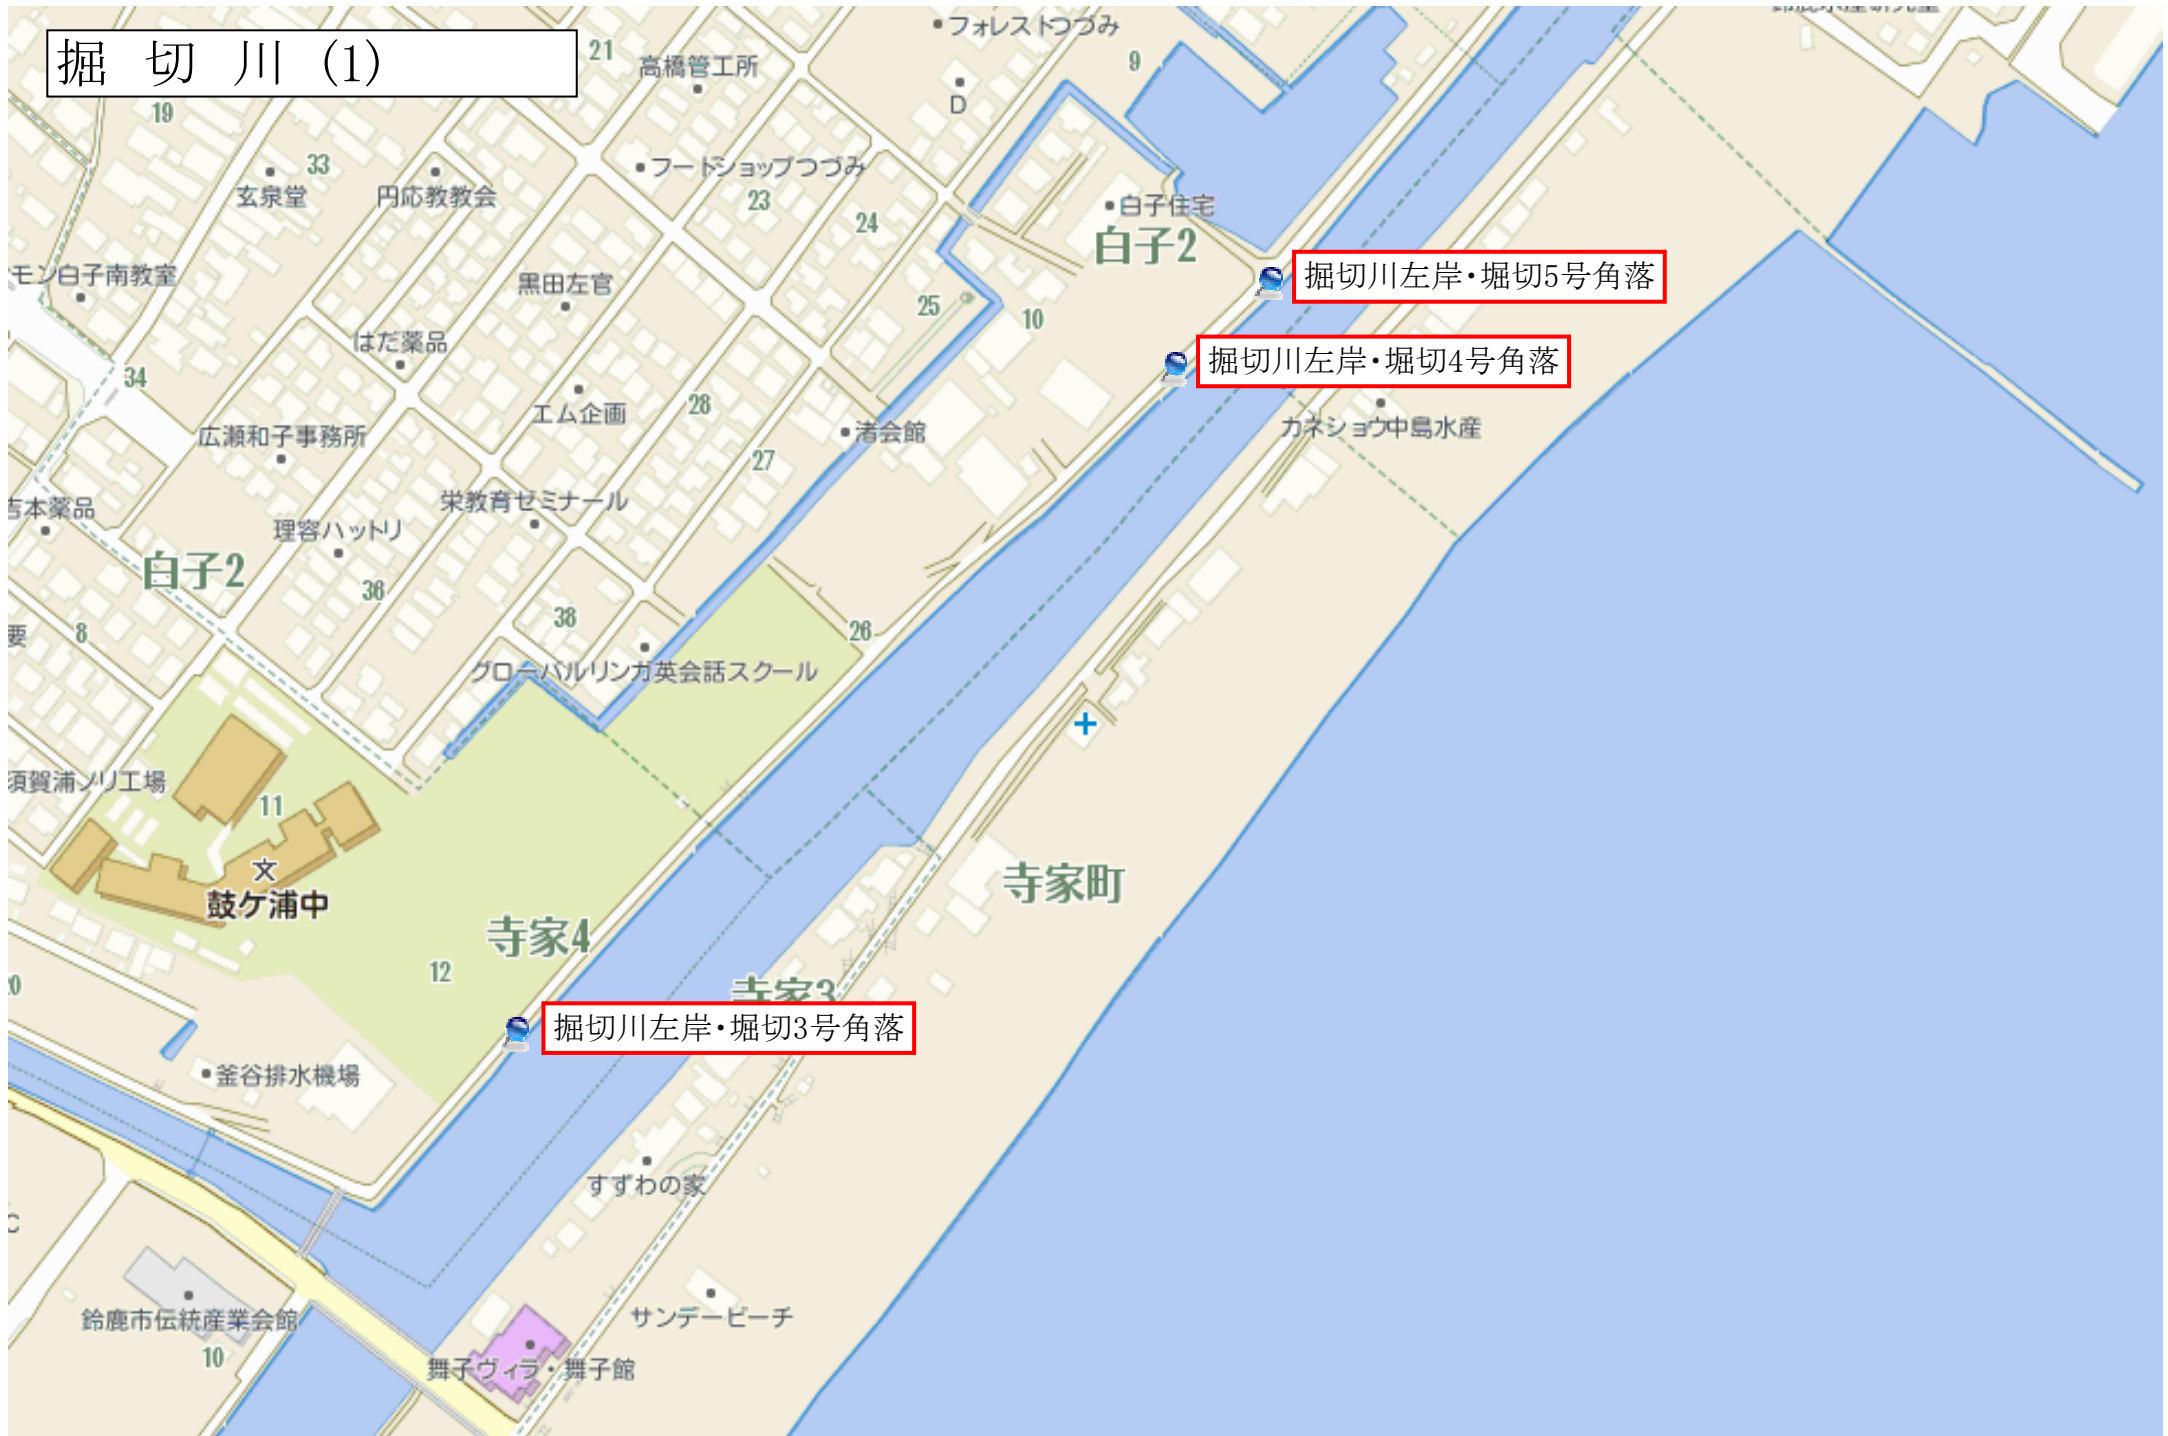 掘 切 川 (1)
フォレストつづみ
21
9
高橋管工所
D
19
33
フードショップつづみ
玄泉堂
円応教教会
23
24
白子住宅
白子2
モン白子南教室
黒田左官
掘切川左岸・堀切5号角落
25
10
はだ薬品
掘切川左岸・堀切4号角落
34
28
エム企画
カネショウ中島水産
広瀬和子事務所
渚会館
27
吉本薬品
栄教育ゼミナール
理容ハットリ
白子2
36
38
要
8
26
グローバルリンガ英会話スクール
須賀浦ノリ工場
11
文
寺家町
鼓ケ浦中
寺家4
12
20
寺家3
掘切川左岸・堀切3号角落
釜谷排水機場
すずわの家
C
鈴鹿市伝統産業会館
サンデービーチ
10
舞子ヴィラ・舞子館